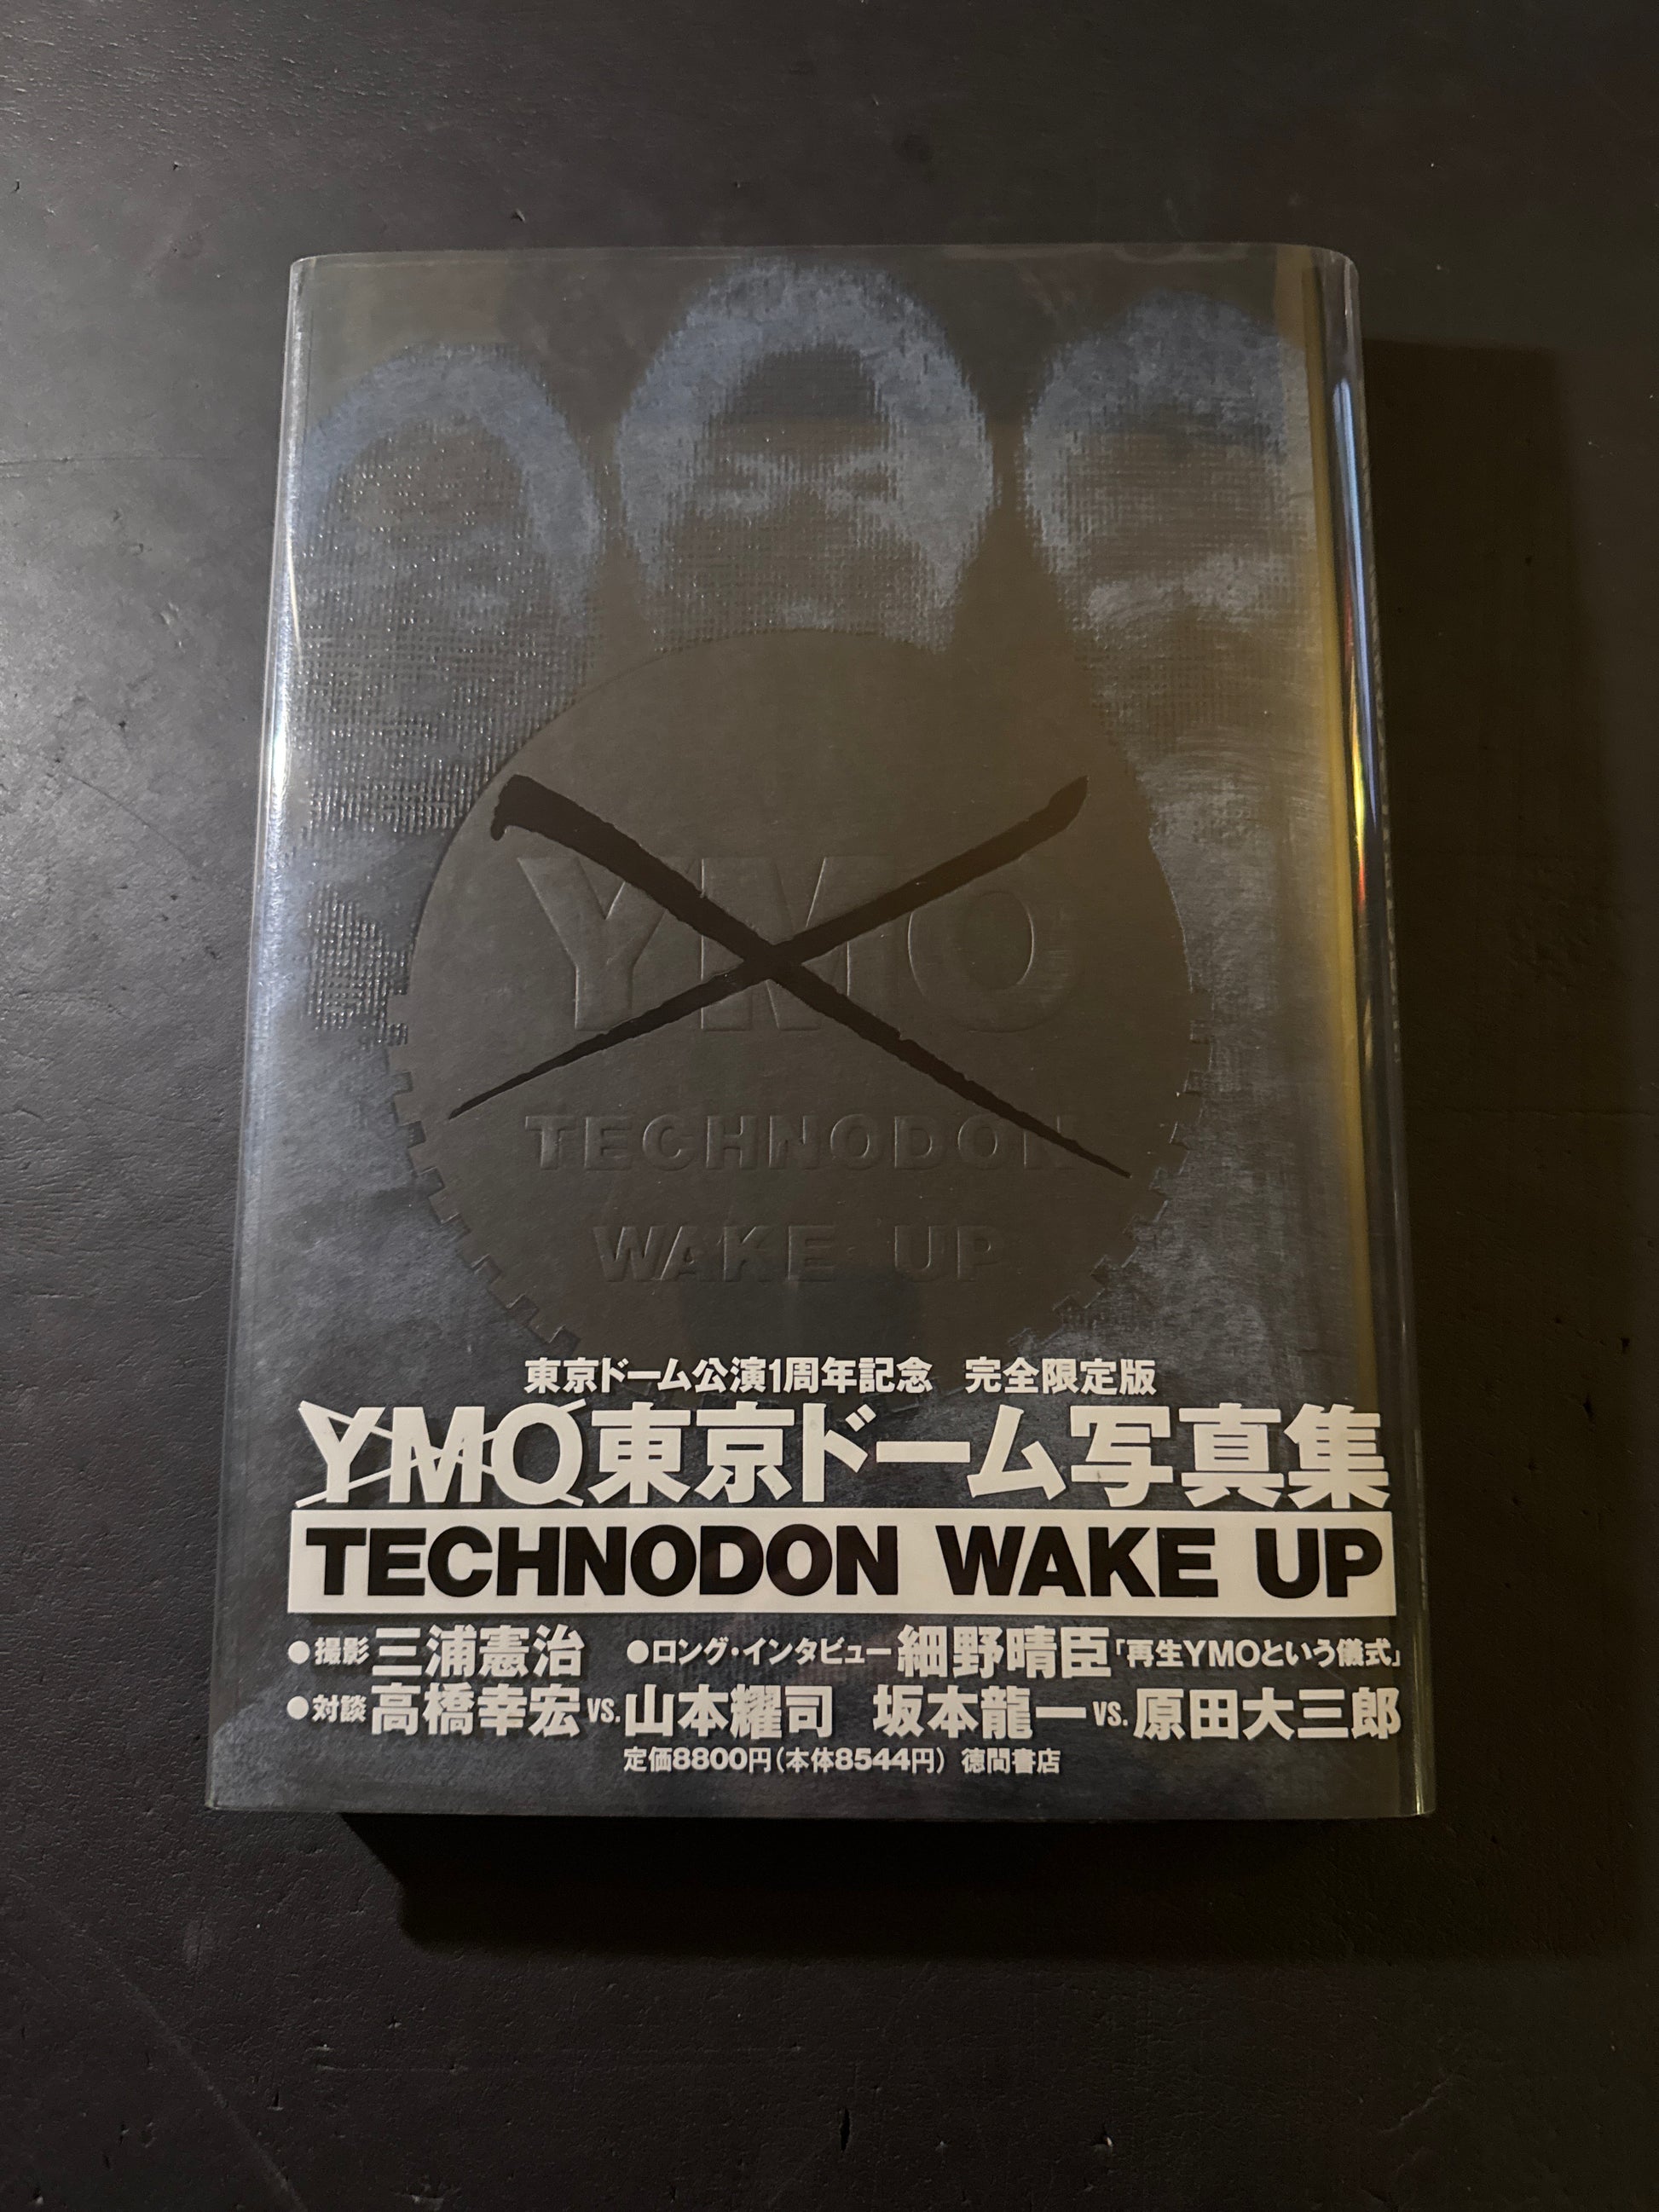 YMO
TECHNODON
WAKE UP
東京ドーム公演1周年記念　完全限定版
YMO東京ドーム写真集
TECHNODON WAKE UP
●撮影 三浦憲治　●ロング・インタビュー 細野晴臣「再生YMOという儀式」
●対談 高橋幸宏 VS. 山本耀司　坂本龍一 VS. 原田大三郎
定価8800円（本体8544円）徳間書店